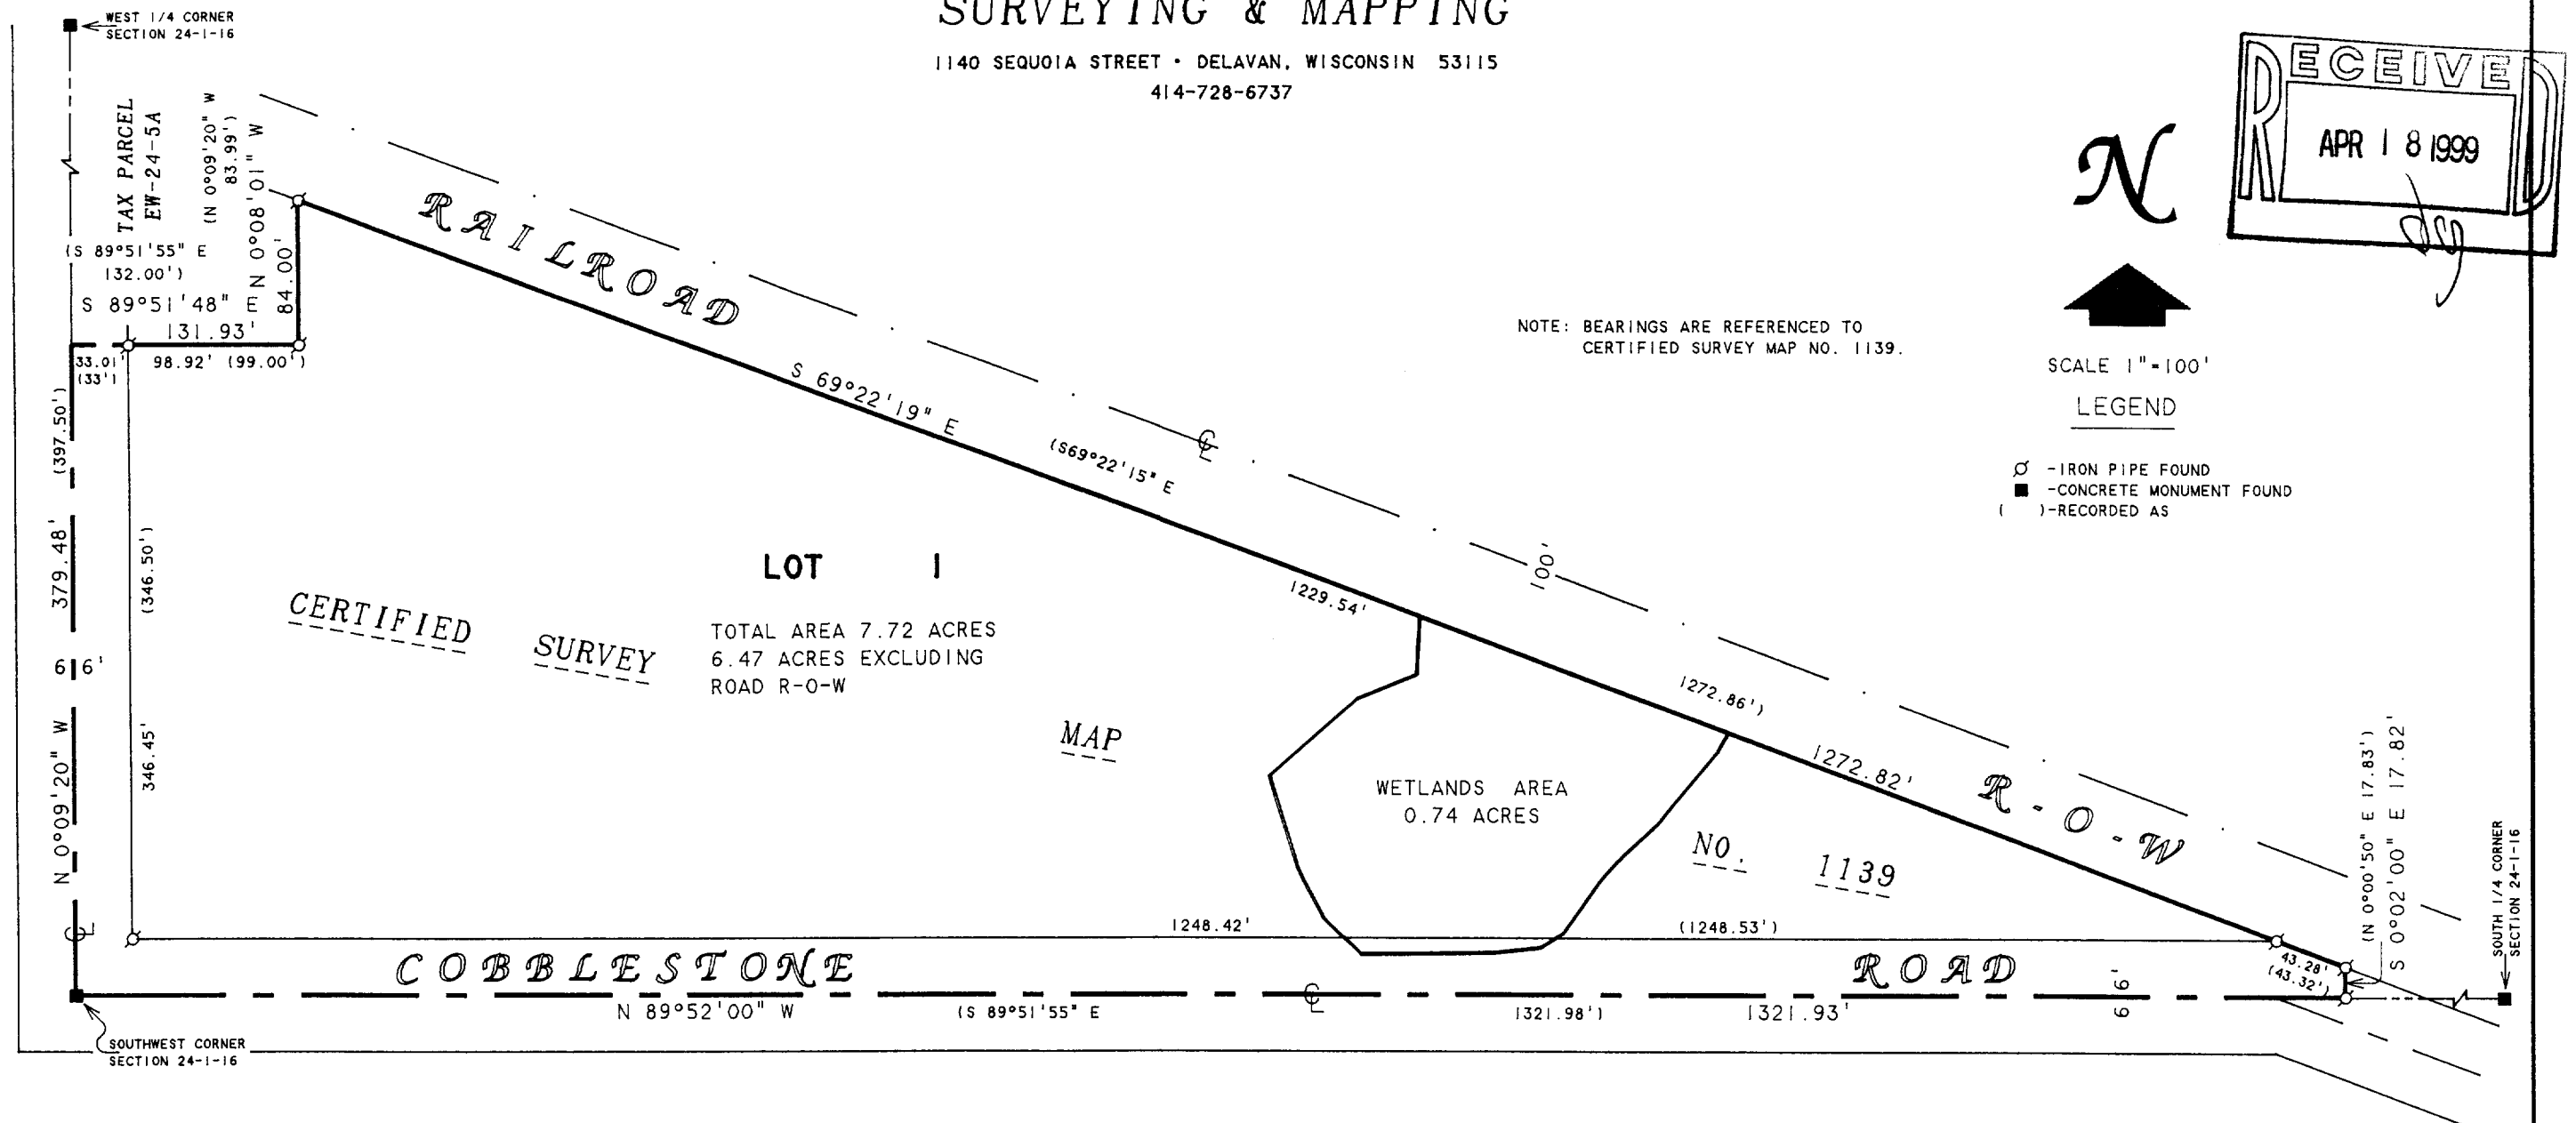 SURVEYING & MAPPING
1140 SEQUOIA STREET • DELAVAN, WISCONSIN 53115
414-728-6737
WEST 1/4 CORNER
SECTION 24-1-16
RECEIVED
APR 18 1999
TAX PARCEL
EW-24-5A
(N 0°09'20" W
83.99')
N 0°08'01" W
84.00'
(S 89°51'55" E
132.00')
S 89°51'48" E
131.93'
33.01'
(33')
98.92' (99.00')
RAILROAD
N
NOTE: BEARINGS ARE REFERENCED TO
CERTIFIED SURVEY MAP NO. 1139.
SCALE 1"=100'
LEGEND
-IRON PIPE FOUND
-CONCRETE MONUMENT FOUND
( )-RECORDED AS
S 69°22'19" E
(S69°22'15" E
(397.50')
379.48'
(346.50')
66'
N 0°09'20" W
346.45'
100'
LOT 1
CERTIFIED SURVEY MAP NO. 1139
TOTAL AREA 7.72 ACRES
6.47 ACRES EXCLUDING
ROAD R-O-W
1229.54'
1272.86')
1272.82'
R-O-W
WETLANDS AREA
0.74 ACRES
(N 0°00'50" E 17.83')
S 0°02'00" E 17.82'
SOUTH 1/4 CORNER
SECTION 24-1-16
1248.42'
(1248.53')
43.28'
(43.32')
COBBLESTONE ROAD
66'
N 89°52'00" W
(S 89°51'55" E
1321.98')
1321.93'
SOUTHWEST CORNER
SECTION 24-1-16